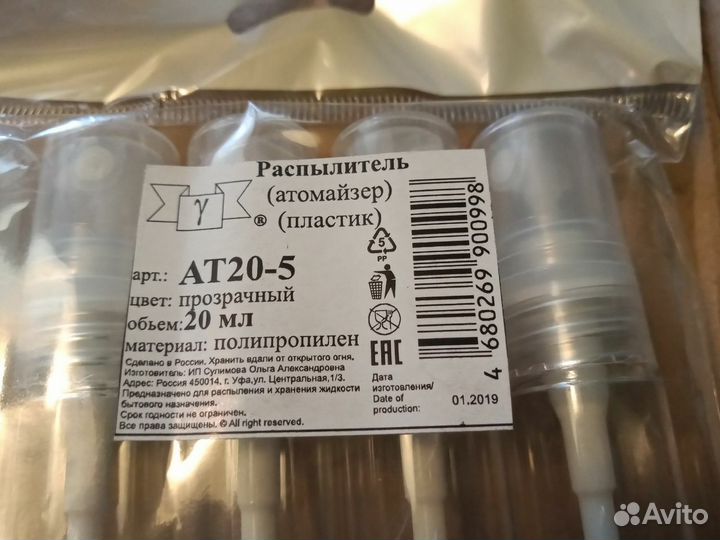 Распылитель
(атомайзер)
(пластик)
γ
®
арт.: AT20-5
цвет: прозрачный
обьем: 20 мл
материал: полипропилен
Сделано в России. Хранить вдали от открытого огня.
Изготовитель: ИП Сулимова Ольга Александровна
Адрес: Россия 450014, г. Уфа,ул. Центральная,1/3.
Предназначено для распыления и хранения жидкости
бытового назначения.
Срок годности не ограничен.
Все права защищены. © All right reserved.
5
PP
EAC
Дата
изготовления/
Date of
production:
01.2019
4 680269 900998
Avito